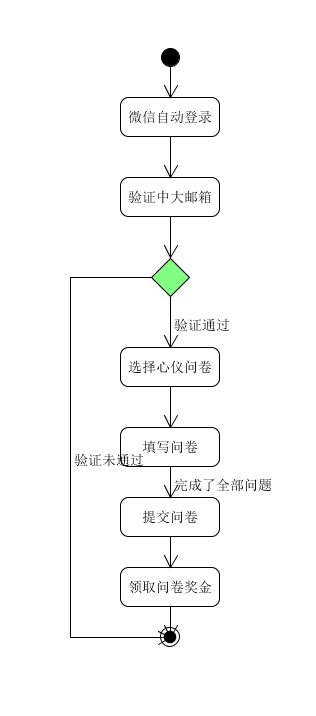 微信自动登录
验证中大邮箱
验证通过
选择心仪问卷
填写问卷
验证未通过
完成了全部问题
提交问卷
领取问卷奖金